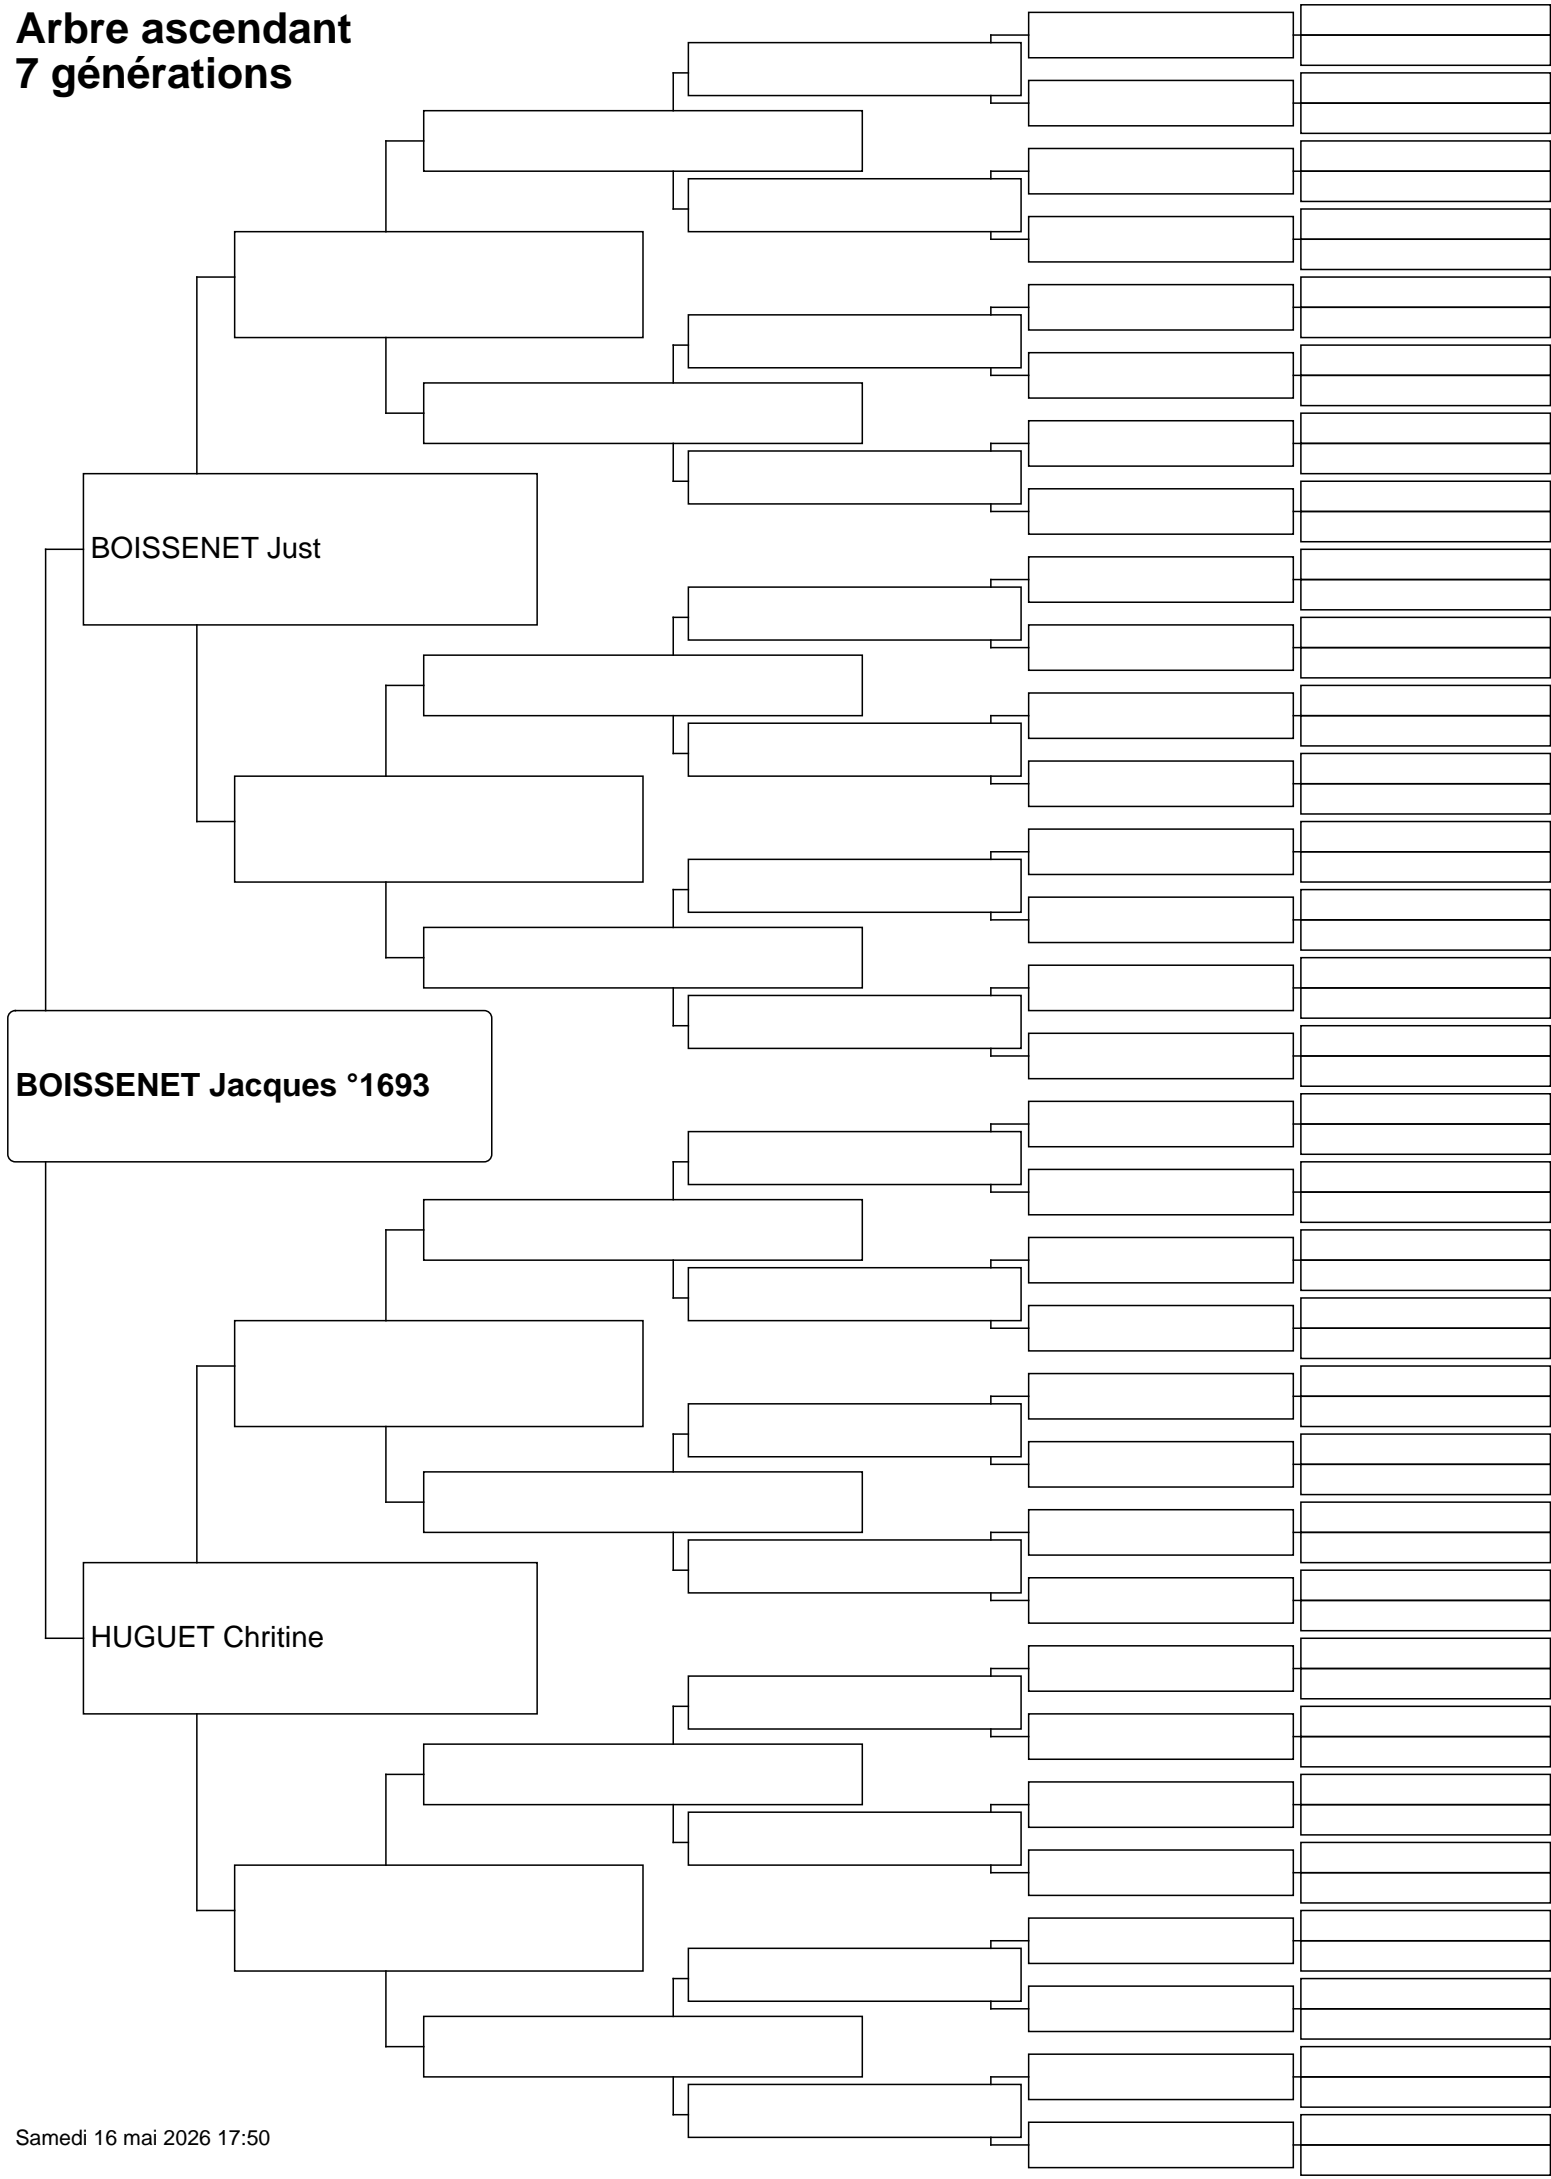 Arbre ascendant
7 générations
BOISSENET Just
BOISSENET Jacques °1693
HUGUET Chritine
Samedi 16 mai 2026 17:50